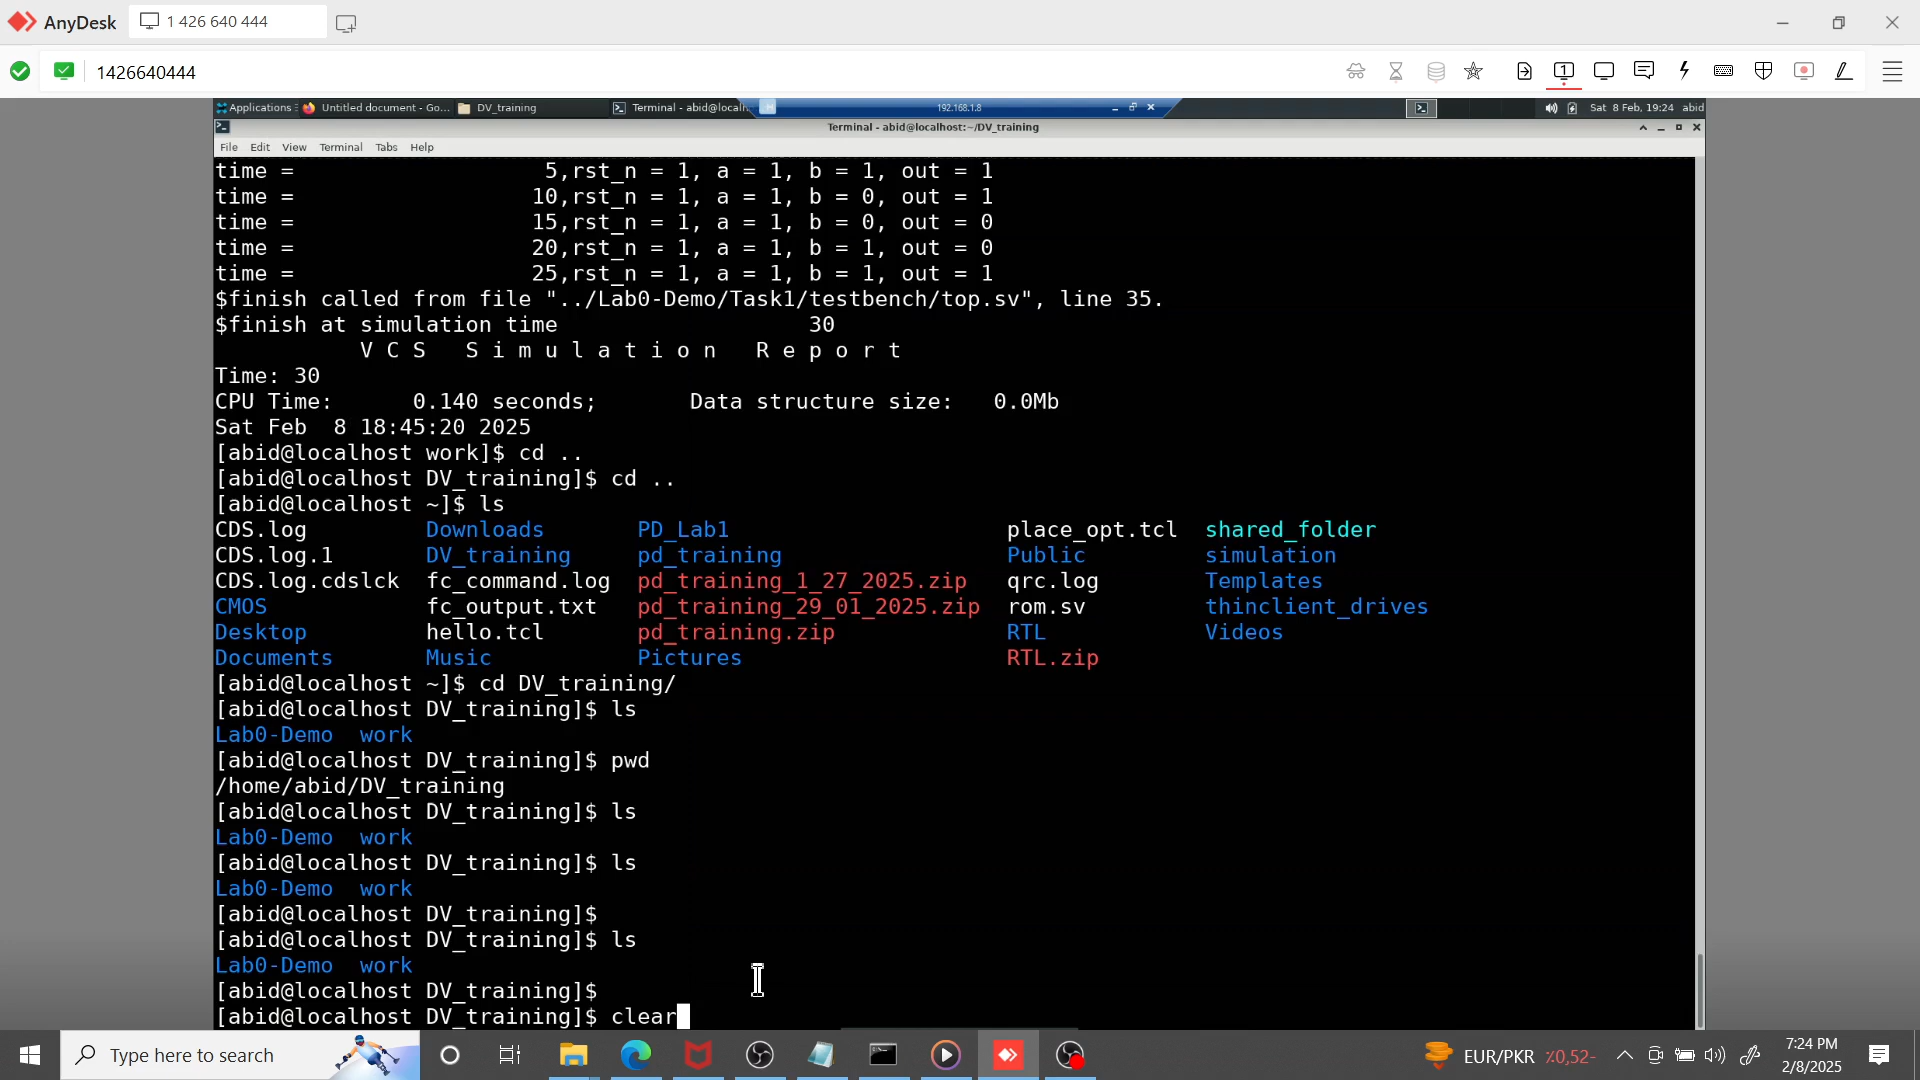 AnyDesk
1 426 640 444
1426640444
Applications
Untitled document - Go...
DV_training
Terminal - abid@localh
192.168.1.8
Sat 8 Feb, 19:24 abid
Terminal - abid@localhost:~/DV_training
File Edit View Terminal Tabs Help
time =                   5,rst_n = 1, a = 1, b = 1, out = 1
time =                  10,rst_n = 1, a = 1, b = 0, out = 1
time =                  15,rst_n = 1, a = 1, b = 0, out = 0
time =                  20,rst_n = 1, a = 1, b = 1, out = 0
time =                  25,rst_n = 1, a = 1, b = 1, out = 1
$finish called from file "../Lab0-Demo/Task1/testbench/top.sv", line 35.
$finish at simulation time                   30
           V C S   S i m u l a t i o n   R e p o r t
Time: 30
CPU Time:      0.140 seconds;       Data structure size:   0.0Mb
Sat Feb  8 18:45:20 2025
[abid@localhost work]$ cd ..
[abid@localhost DV_training]$ cd ..
[abid@localhost ~]$ ls
CDS.log         Downloads       PD_Lab1                     place_opt.tcl  shared_folder
CDS.log.1       DV_training     pd_training                 Public         simulation
CDS.log.cdslck  fc_command.log  pd_training_1_27_2025.zip   qrc.log        Templates
CMOS            fc_output.txt   pd_training_29_01_2025.zip  rom.sv         thinclient_drives
Desktop         hello.tcl       pd_training.zip             RTL            Videos
Documents       Music           Pictures                    RTL.zip
[abid@localhost ~]$ cd DV_training/
[abid@localhost DV_training]$ ls
Lab0-Demo  work
[abid@localhost DV_training]$ pwd
/home/abid/DV_training
[abid@localhost DV_training]$ ls
Lab0-Demo  work
[abid@localhost DV_training]$ ls
Lab0-Demo  work
[abid@localhost DV_training]$
[abid@localhost DV_training]$ ls
Lab0-Demo  work
[abid@localhost DV_training]$
[abid@localhost DV_training]$ clear
Type here to search
EUR/PKR ٪0,52-
7:24 PM
2/8/2025